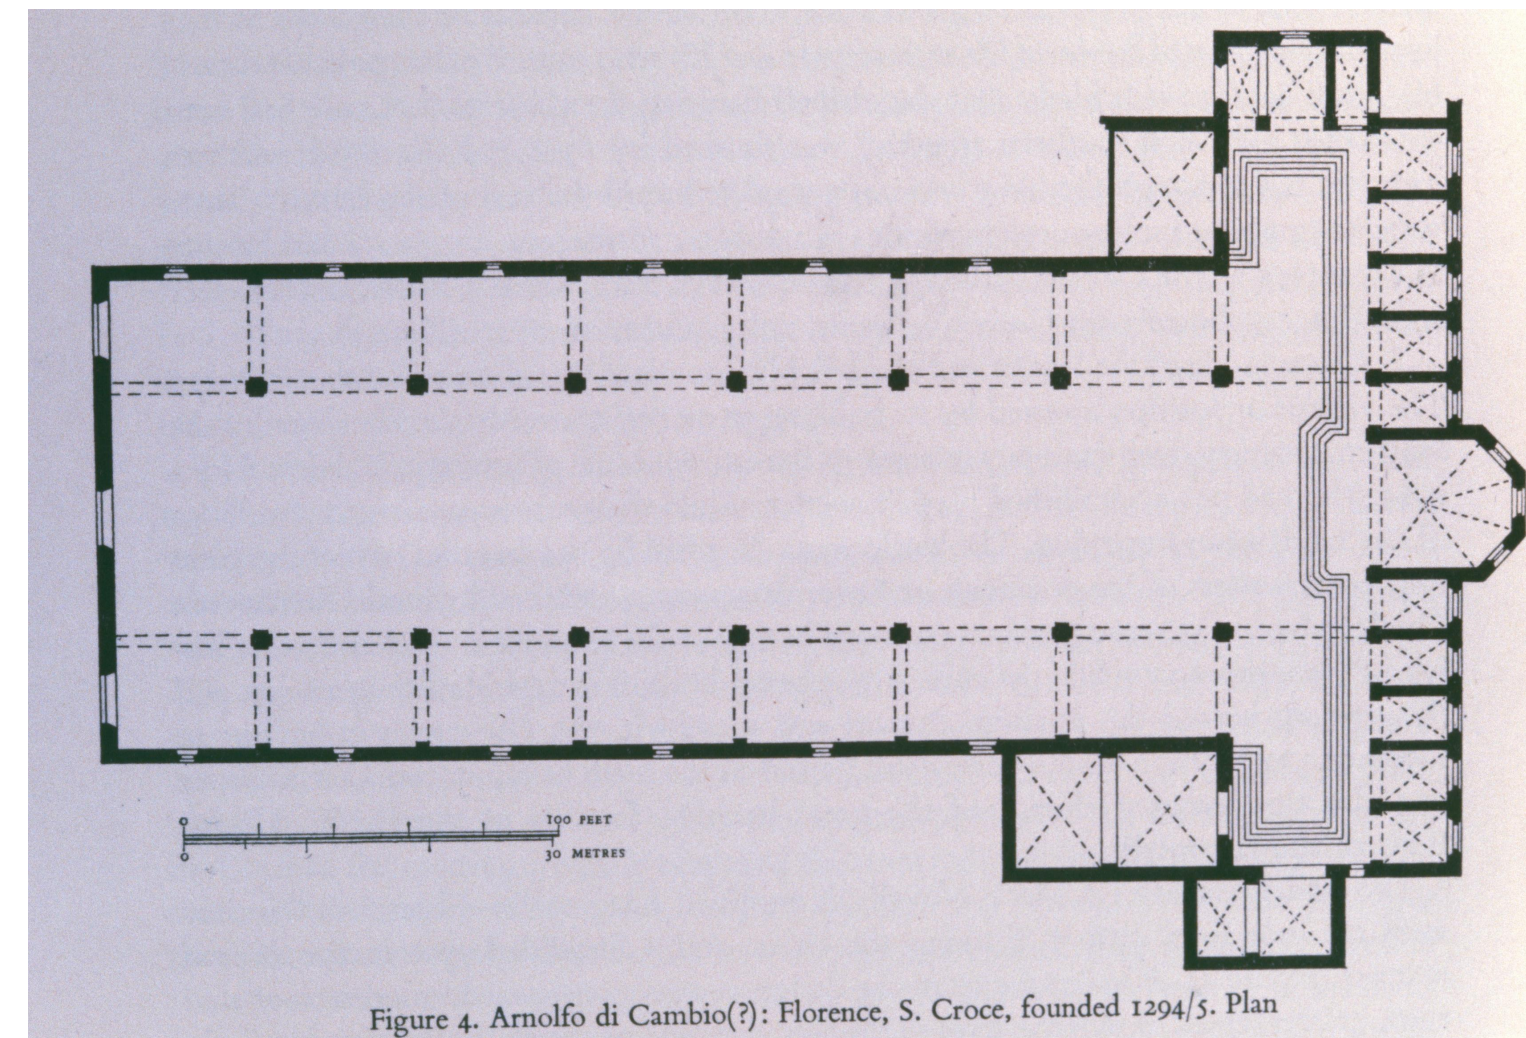 0 100 FEET
0 30 METRES
Figure 4. Arnolfo di Cambio(?): Florence, S. Croce, founded 1294/5. Plan